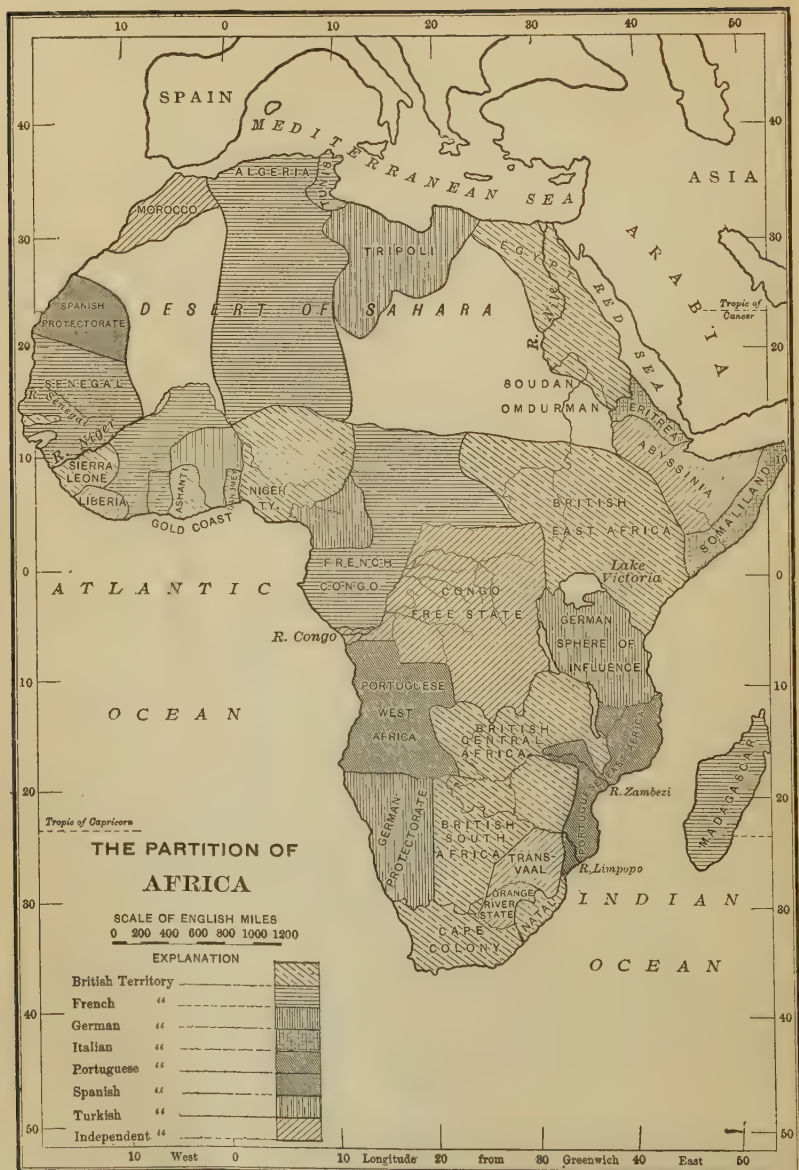 10 0 10 20 30 40 50
SPAIN
MEDITERRANEAN SEA
ASIA
ARABIA
40 40
ALGERIA
TUNIS
MOROCCO
30 30
TRIPOLI
EGYPT
R. Nile
RED SEA
Tropic of
Cancer
SPANISH
PROTECTORATE
DESERT OF SAHARA
20 20
SENEGAL
R. Senegal
SOUDAN
OMDURMAN
ERITREA
ABYSSINIA
R. Niger
10 10
SIERRA
LEONE
LIBERIA
ASHANTI
GOLD COAST
NIGER
TY.
BRITISH
EAST AFRICA
SOMALILAND
Lake
Victoria
0 0
ATLANTIC
FRENCH
CONGO
CONGO
FREE STATE
GERMAN
SPHERE OF
INFLUENCE
R. Congo
10 10
OCEAN
PORTUGUESE
WEST
AFRICA
BRITISH
CENTRAL
AFRICA
PORTUGUESE EAST AFRICA
R. Zambezi
MADAGASCAR
20 20
Tropic of Capricorn
GERMAN
PROTECTORATE
BRITISH
SOUTH
AFRICA
TRANS-
VAAL
R. Limpopo
ORANGE
RIVER
STATE
NATAL
CAPE
COLONY
INDIAN
OCEAN
30 30
THE PARTITION OF
AFRICA
SCALE OF ENGLISH MILES
0 200 400 600 800 1000 1200
EXPLANATION
British Territory
French "
German "
Italian "
Portuguese "
Spanish "
Turkish "
Independent "
40 40
50 50
10 West 0 10 Longitude 20 from 30 Greenwich 40 East 50